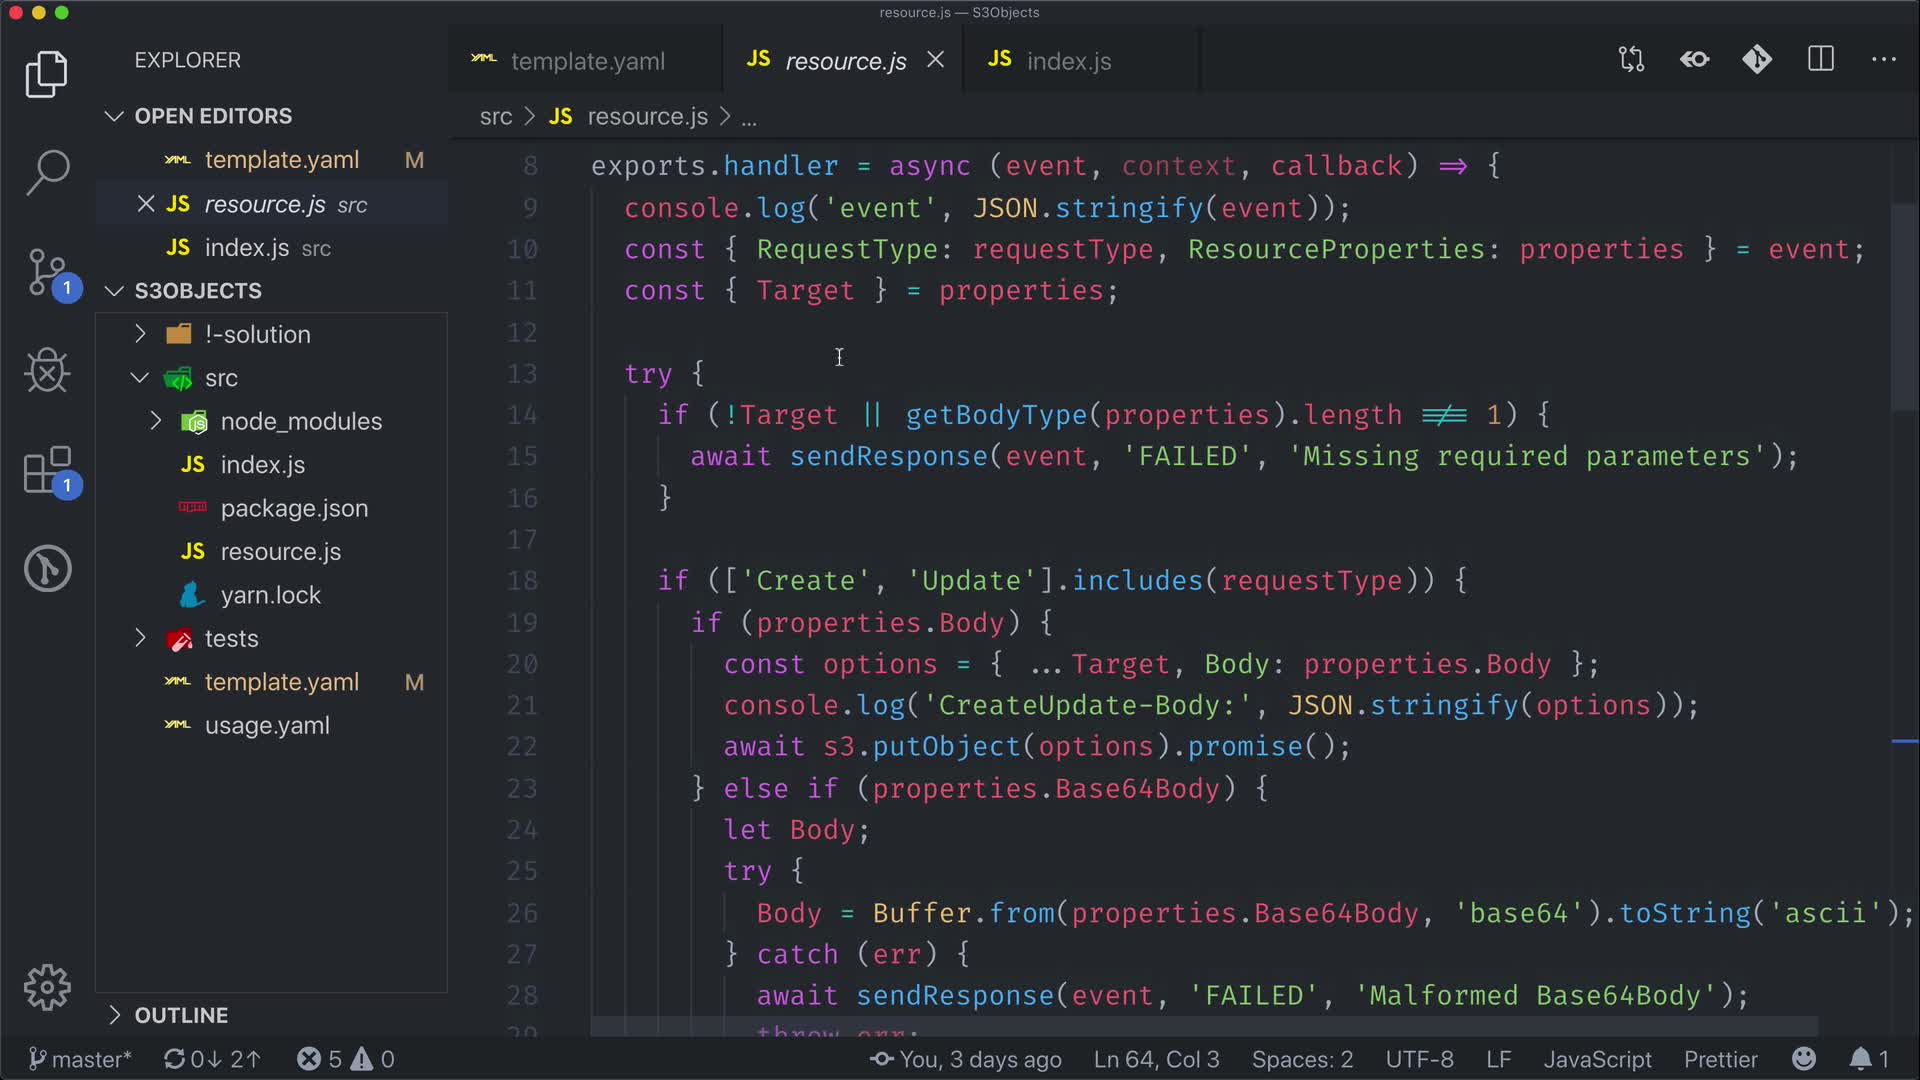 resource.js — S3Objects
EXPLORER
OPEN EDITORS
YAML template.yaml M
JS resource.js src
JS index.js src
S3OBJECTS
!-solution
src
node_modules
JS index.js
package.json
JS resource.js
yarn.lock
tests
YAML template.yaml M
YAML usage.yaml
OUTLINE
1
1
YAML template.yaml
JS resource.js
JS index.js
src > JS resource.js > ...
8 exports.handler = async (event, context, callback) => {
9 console.log('event', JSON.stringify(event));
10 const { RequestType: requestType, ResourceProperties: properties } = event;
11 const { Target } = properties;
12
13 try {
14 if (!Target || getBodyType(properties).length !== 1) {
15 await sendResponse(event, 'FAILED', 'Missing required parameters');
16 }
17
18 if (['Create', 'Update'].includes(requestType)) {
19 if (properties.Body) {
20 const options = { ...Target, Body: properties.Body };
21 console.log('CreateUpdate-Body:', JSON.stringify(options));
22 await s3.putObject(options).promise();
23 } else if (properties.Base64Body) {
24 let Body;
25 try {
26 Body = Buffer.from(properties.Base64Body, 'base64').toString('ascii');
27 } catch (err) {
28 await sendResponse(event, 'FAILED', 'Malformed Base64Body');
29 throw err;
master* 0↓ 2↑ 5 0 You, 3 days ago Ln 64, Col 3 Spaces: 2 UTF-8 LF JavaScript Prettier 1